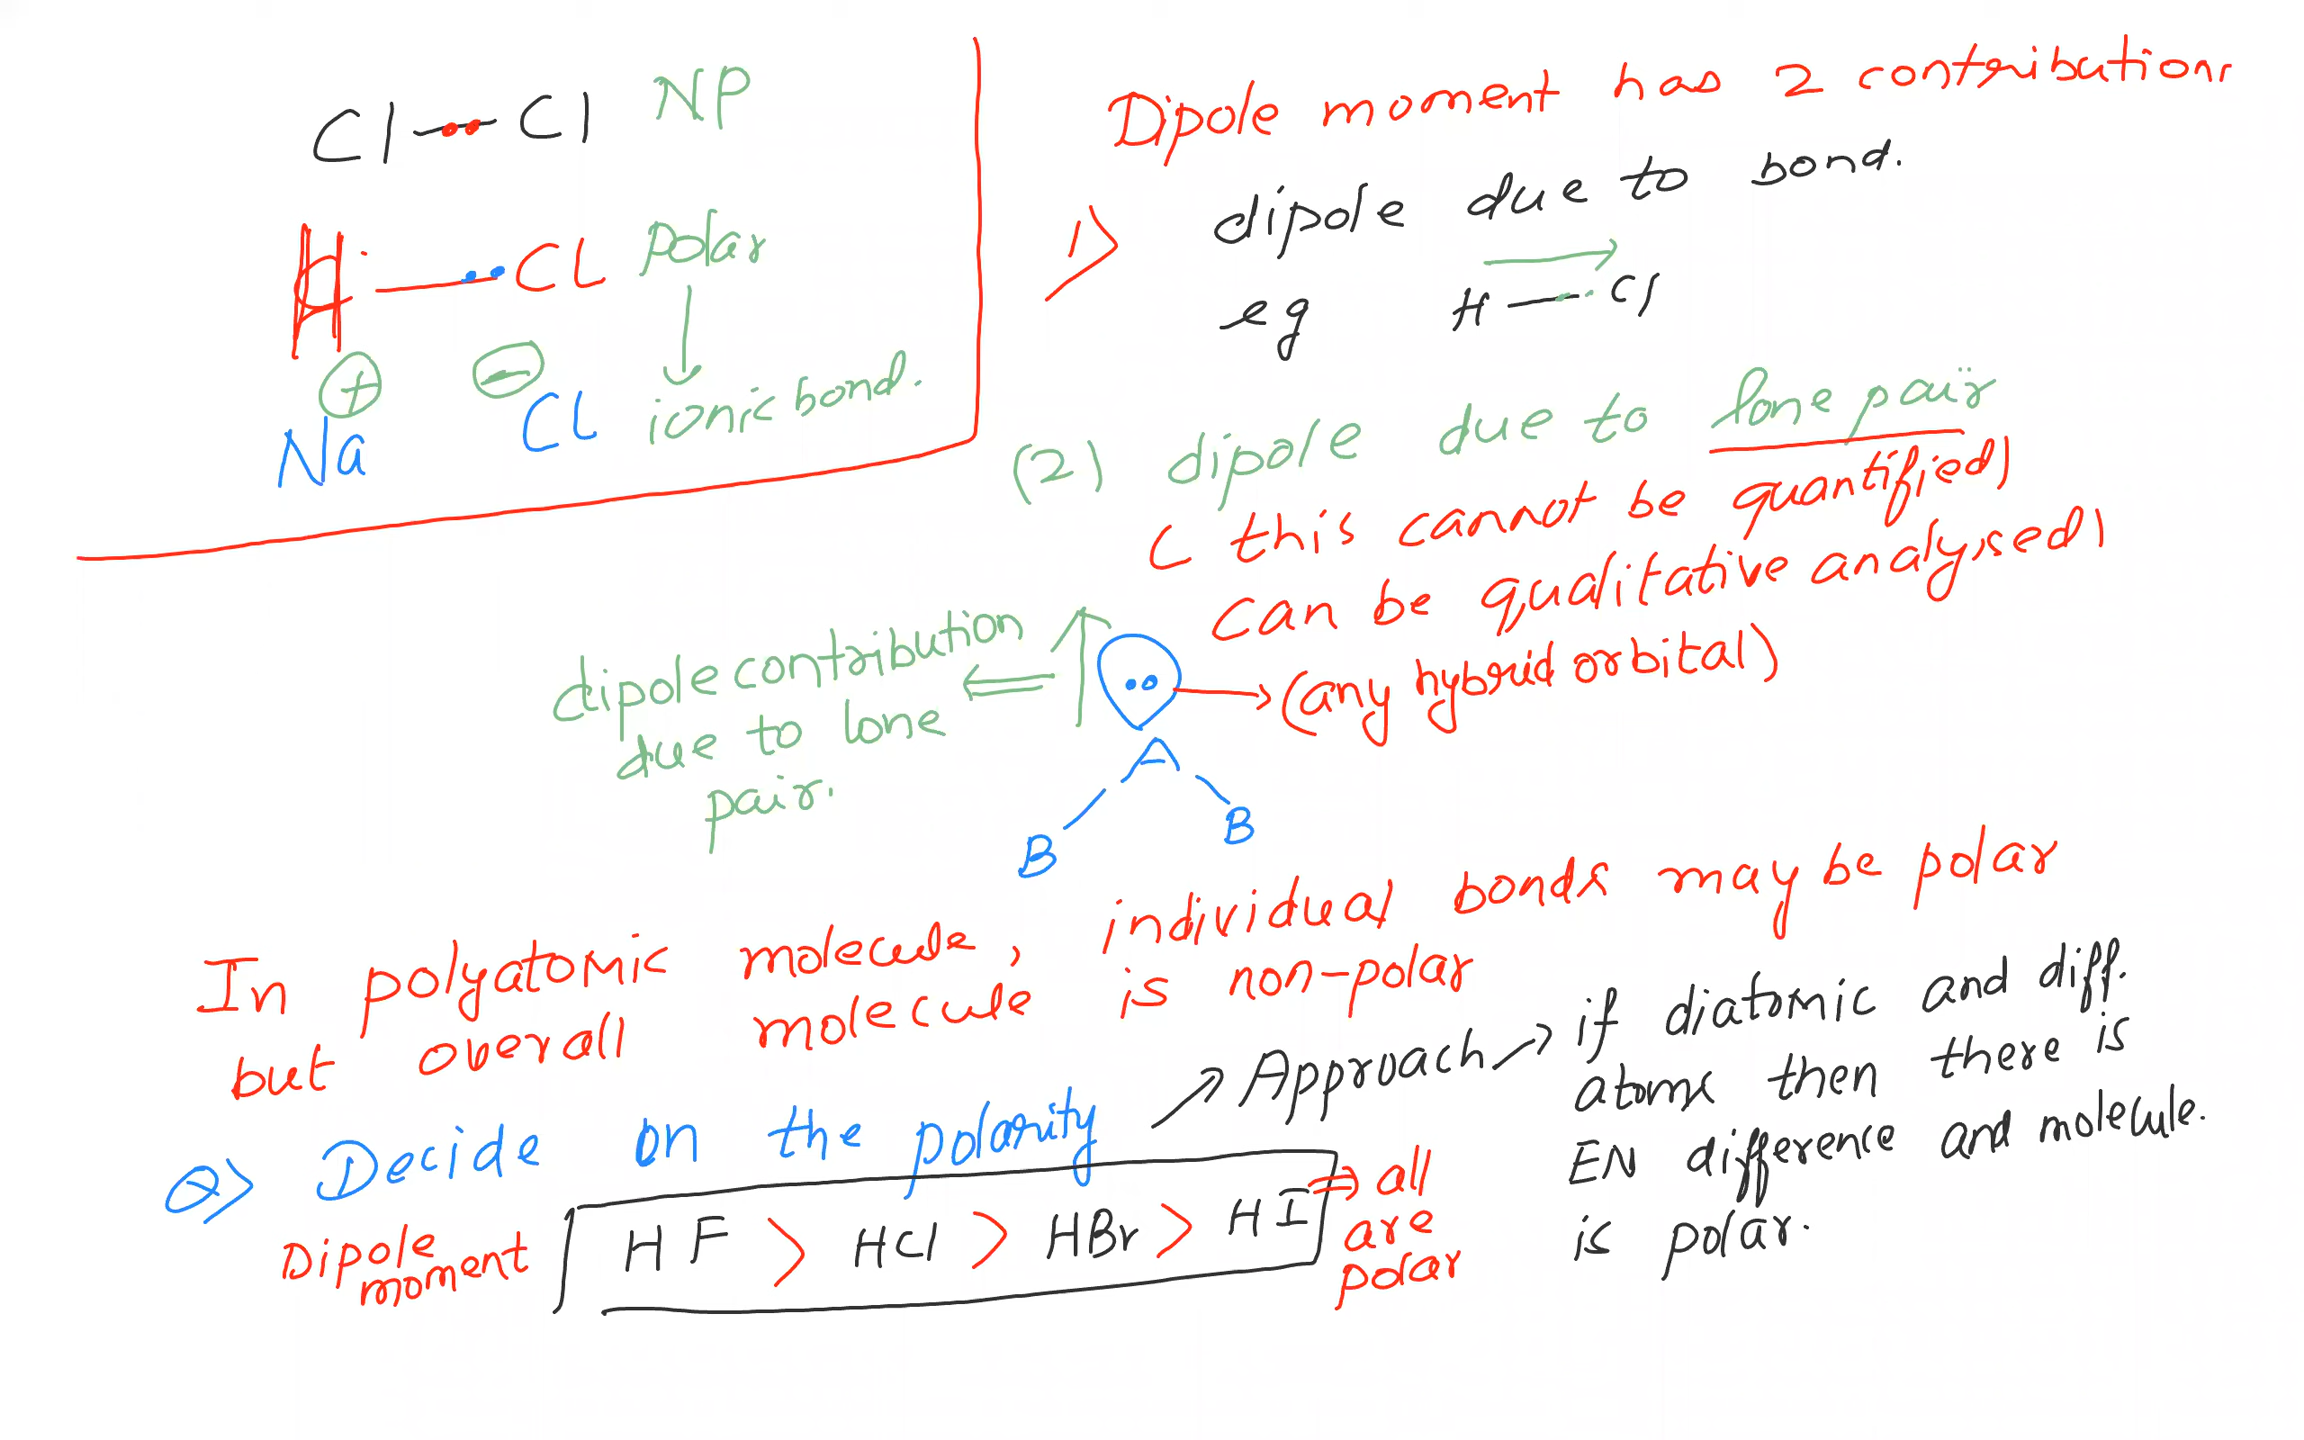 Cl — Cl NP
H — CL polar
+ −
Na CL ionic bond.
Dipole moment has 2 contributions
1) dipole due to bond.
eg H — Cl
(2) dipole due to lone pair
( this cannot be quantified)
can be qualitative analysed)
(any hybrid orbital)
dipole contribution
due to lone
pair.
A
B B
In polyatomic molecule, individual bonds may be polar
but overall molecule is non-polar
Q) Decide on the polarity
Approach
if diatomic and diff.
atoms then there is
EN difference and molecule.
is polar.
Dipole moment
HF > HCl > HBr > HI
⇒ all
are
polar